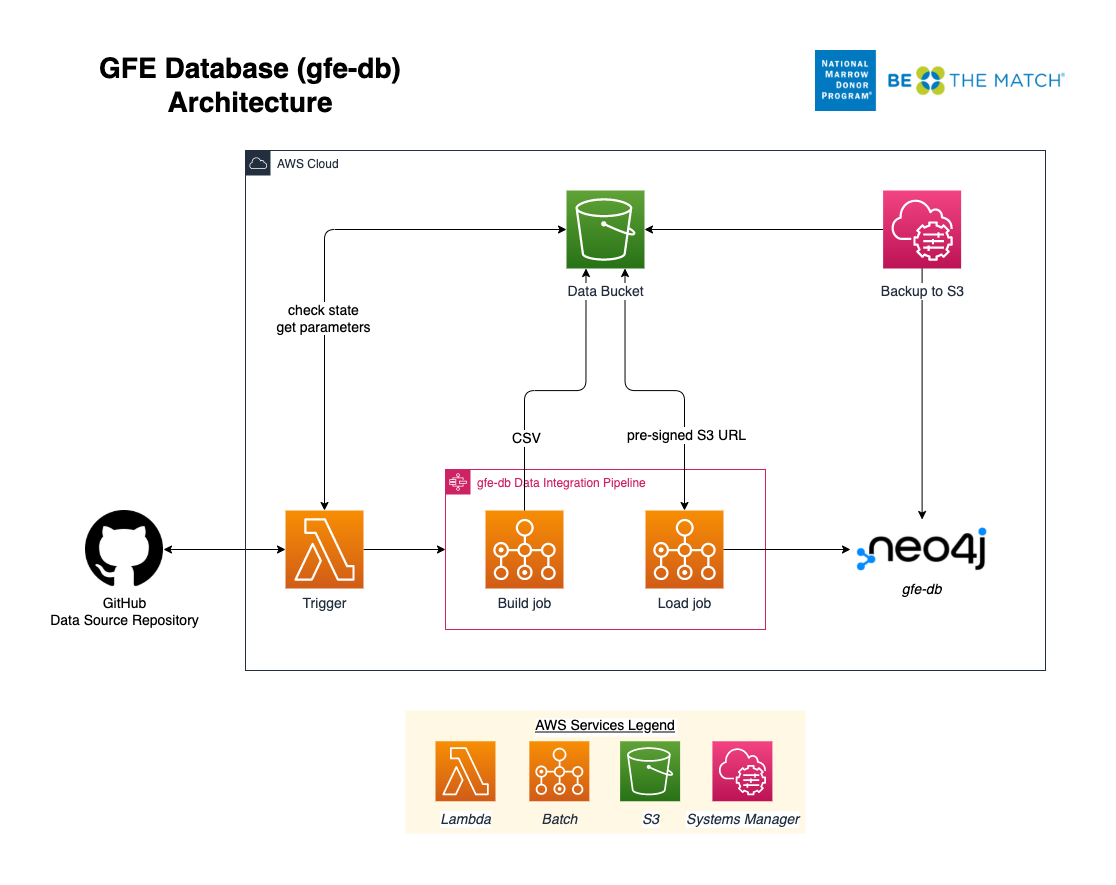 GFE Database (gfe-db)
Architecture
NATIONAL
MARROW
DONOR
PROGRAM®
BE THE MATCH®
AWS Cloud
Data Bucket
Backup to S3
check state
get parameters
CSV
pre-signed S3 URL
gfe-db Data Integration Pipeline
GitHub
Data Source Repository
Trigger
Build job
Load job
neo4j
gfe-db
AWS Services Legend
Lambda
Batch
S3
Systems Manager